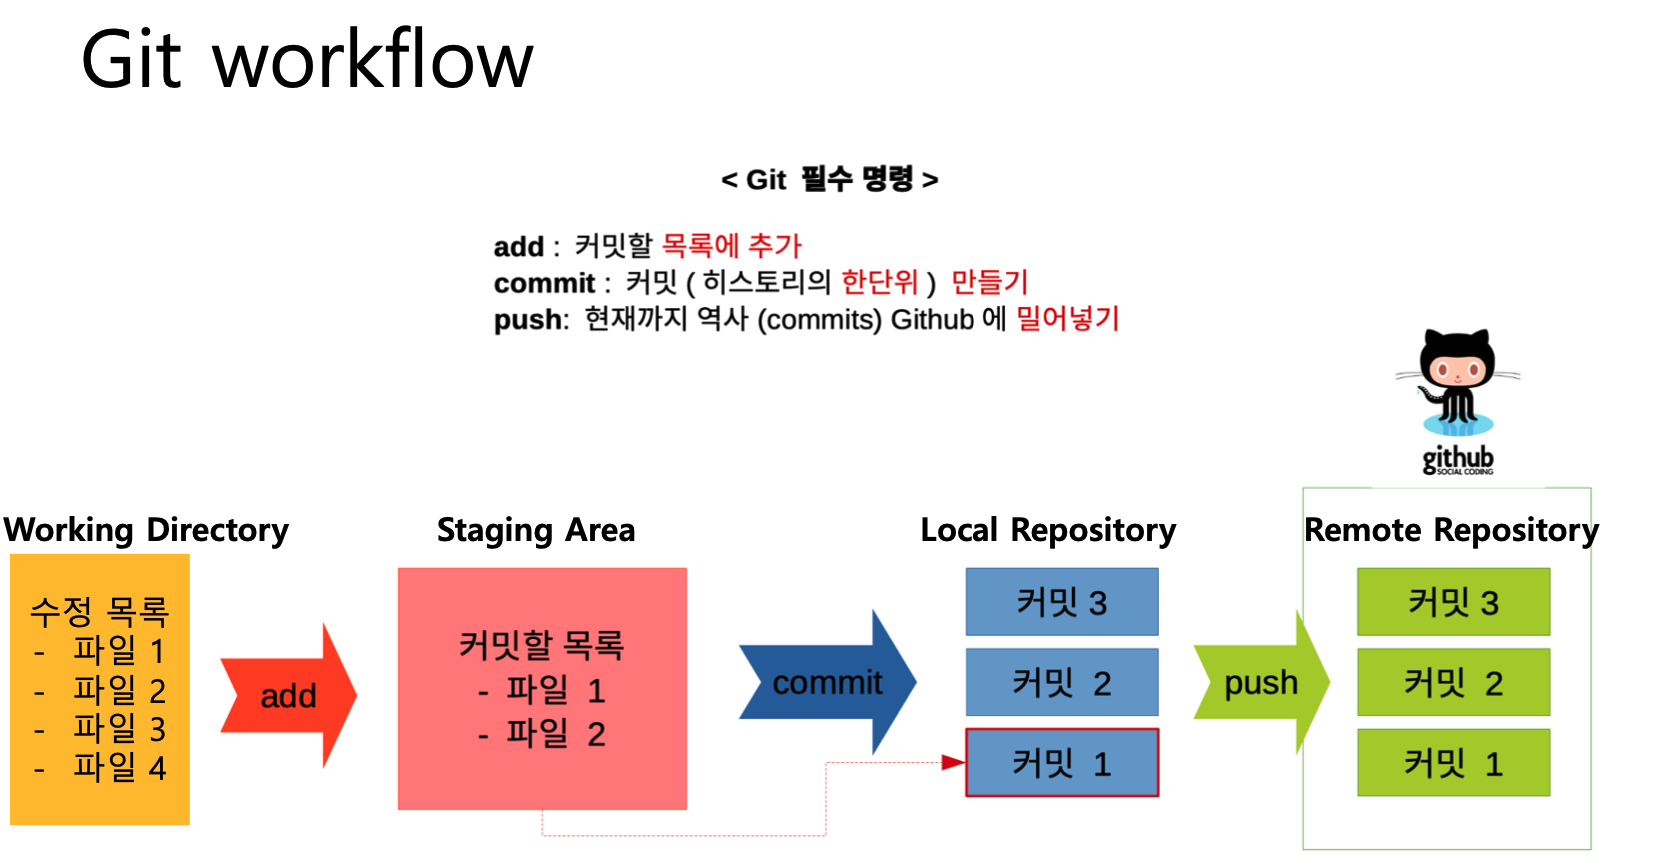 Git workflow
< Git 필수 명령 >
add : 커밋할 목록에 추가
commit : 커밋 ( 히스토리의 한단위 ) 만들기
push: 현재까지 역사 (commits) Github 에 밀어넣기
github
SOCIAL CODING
Working Directory
수정 목록
- 파일 1
- 파일 2
- 파일 3
- 파일 4
add
Staging Area
커밋할 목록
- 파일 1
- 파일 2
commit
Local Repository
커밋 3
커밋 2
커밋 1
push
Remote Repository
커밋 3
커밋 2
커밋 1